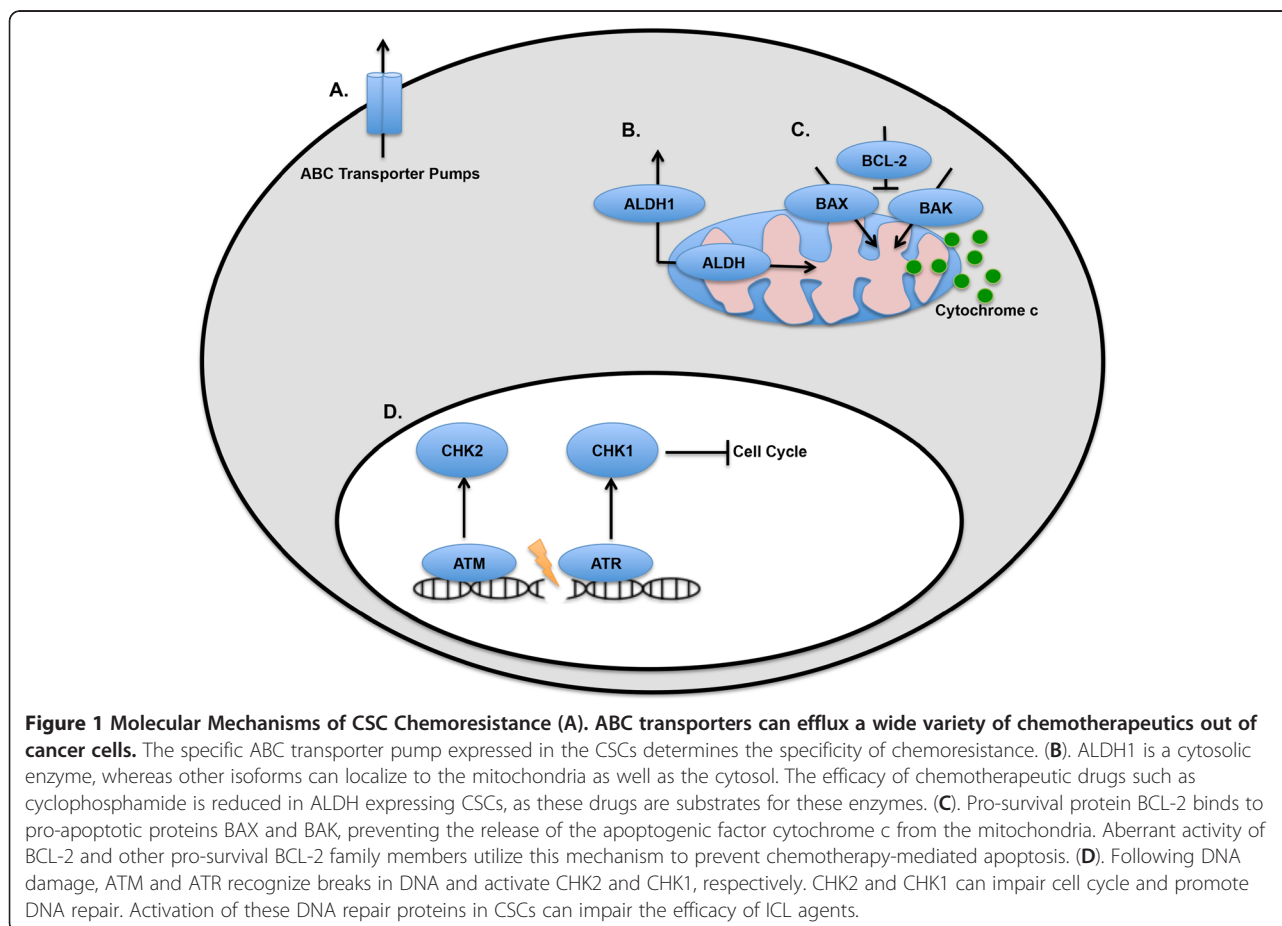 A.
ABC Transporter Pumps
B.
ALDH1
ALDH
C.
BCL-2
BAX
BAK
Cytochrome c
D.
CHK2
CHK1
Cell Cycle
ATM
ATR
Figure 1 Molecular Mechanisms of CSC Chemoresistance (A). ABC transporters can efflux a wide variety of chemotherapeutics out of
cancer cells. The specific ABC transporter pump expressed in the CSCs determines the specificity of chemoresistance. (B). ALDH1 is a cytosolic
enzyme, whereas other isoforms can localize to the mitochondria as well as the cytosol. The efficacy of chemotherapeutic drugs such as
cyclophosphamide is reduced in ALDH expressing CSCs, as these drugs are substrates for these enzymes. (C). Pro-survival protein BCL-2 binds to
pro-apoptotic proteins BAX and BAK, preventing the release of the apoptogenic factor cytochrome c from the mitochondria. Aberrant activity of
BCL-2 and other pro-survival BCL-2 family members utilize this mechanism to prevent chemotherapy-mediated apoptosis. (D). Following DNA
damage, ATM and ATR recognize breaks in DNA and activate CHK2 and CHK1, respectively. CHK2 and CHK1 can impair cell cycle and promote
DNA repair. Activation of these DNA repair proteins in CSCs can impair the efficacy of ICL agents.